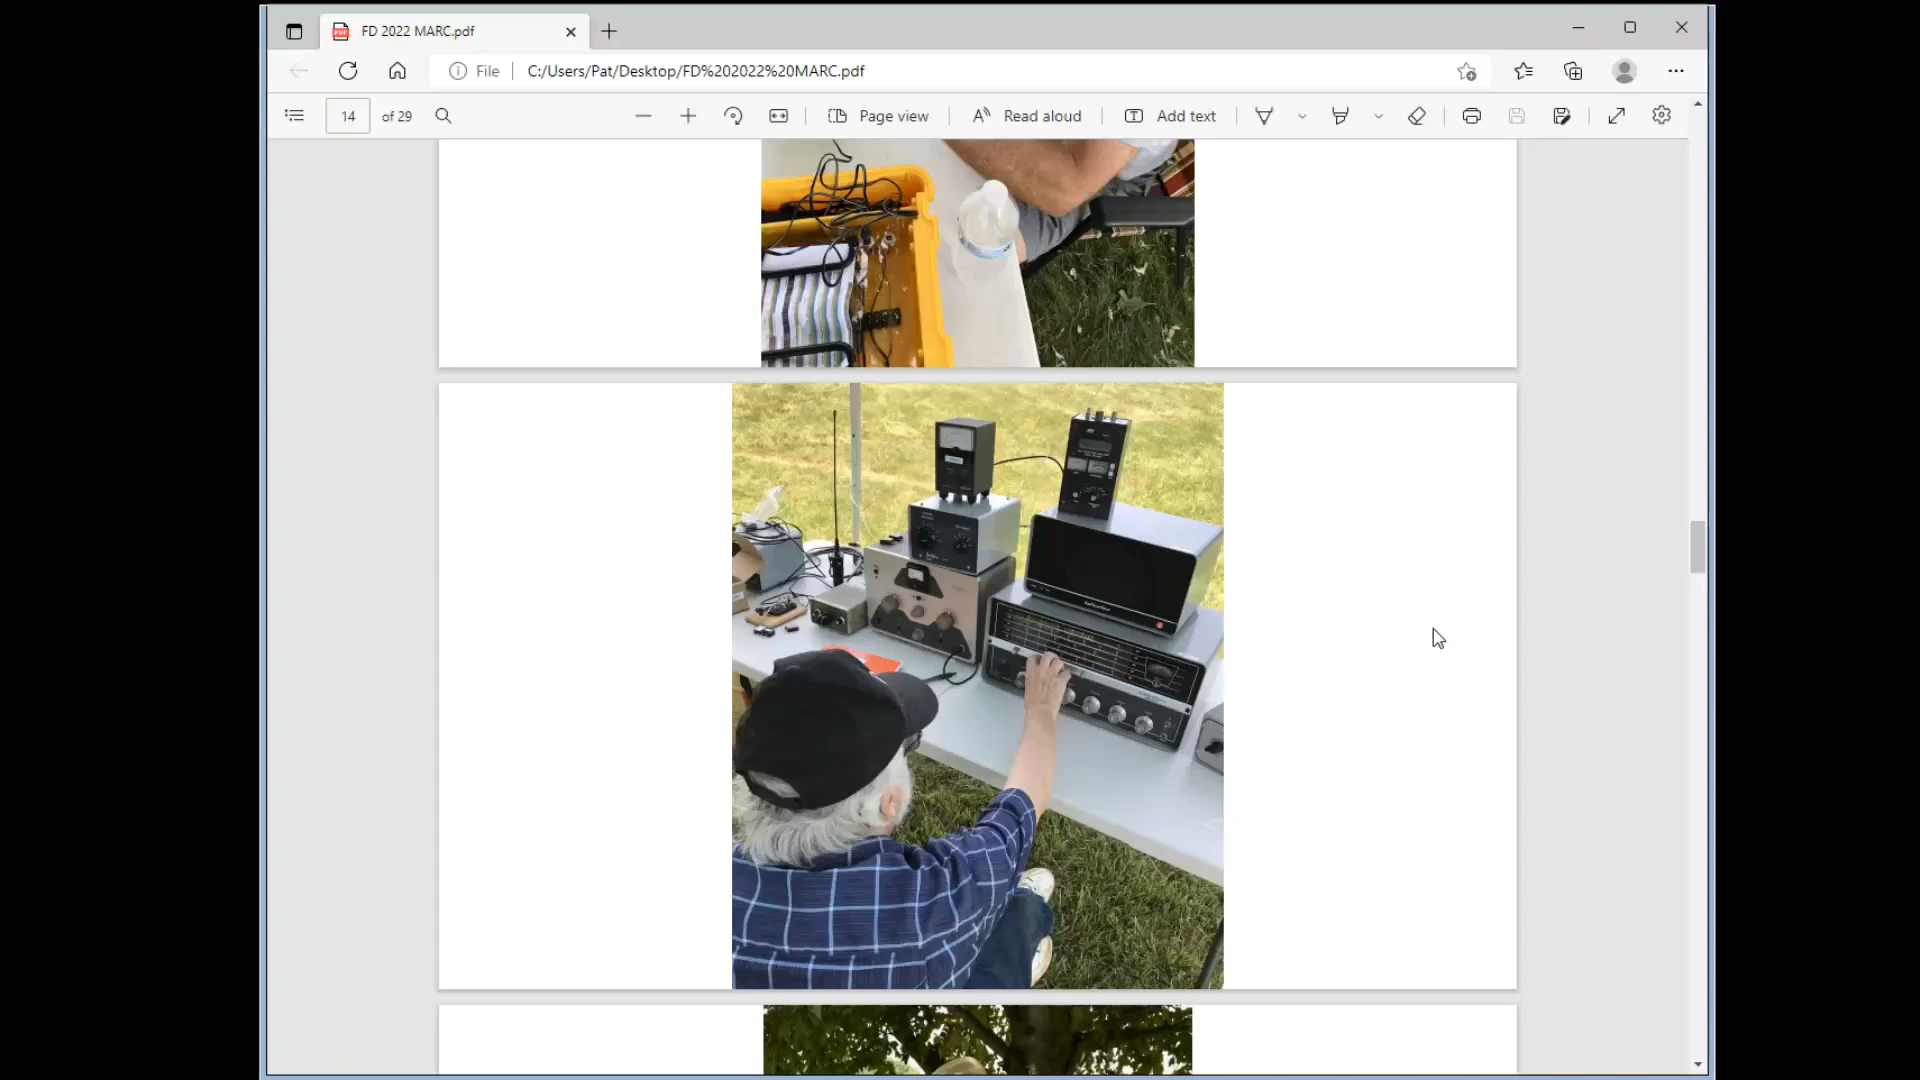 FD 2022 MARC.pdf
File
C:/Users/Pat/Desktop/FD%202022%20MARC.pdf
14 of 29
Page view
Read aloud
Add text